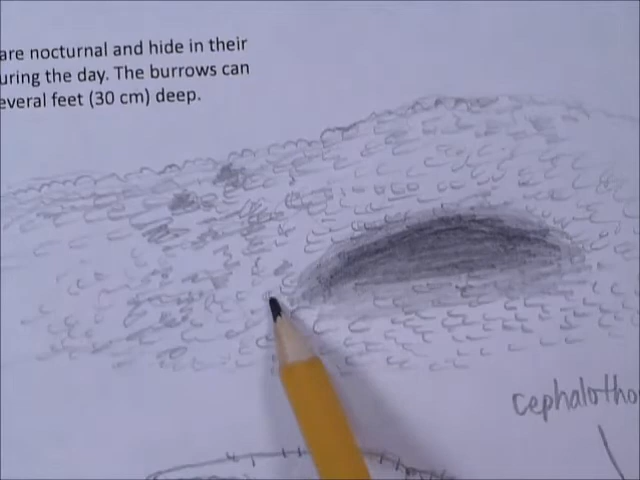 are nocturnal and hide in their
uring the day. The burrows can
everal feet (30 cm) deep.
cephalotho